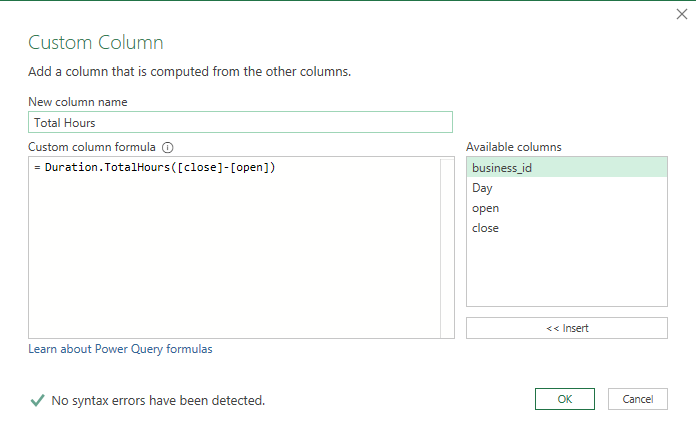 Custom Column
Add a column that is computed from the other columns.
New column name
Total Hours
Custom column formula
= Duration.TotalHours([close]-[open])
Available columns
business_id
Day
open
close
<< Insert
Learn about Power Query formulas
No syntax errors have been detected.
OK
Cancel